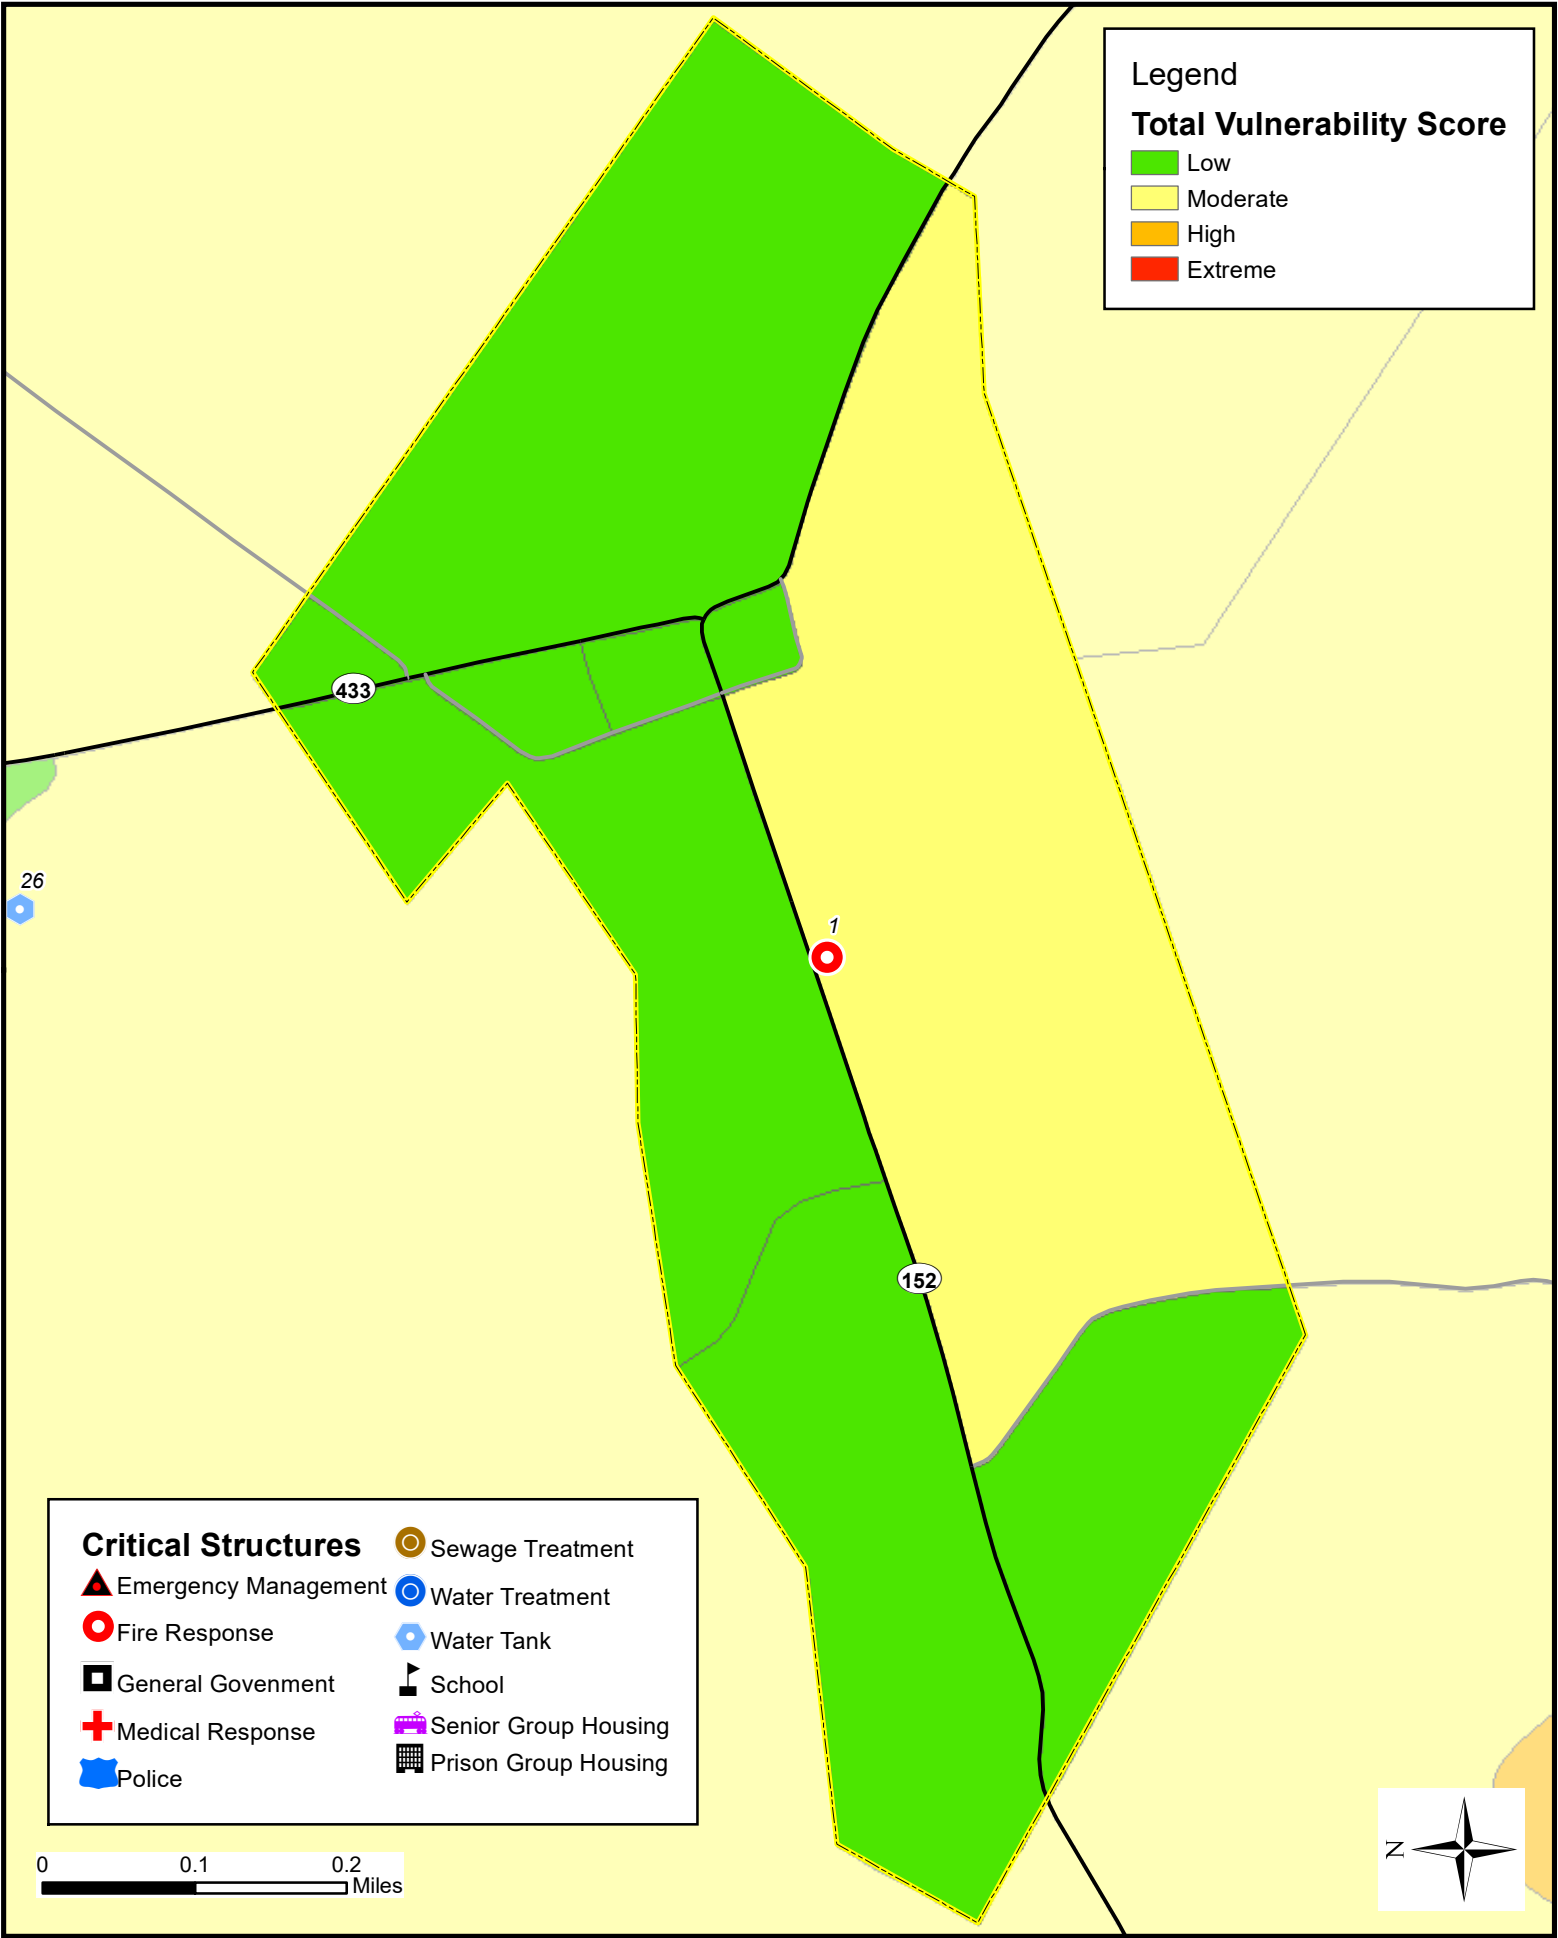 Legend
Total Vulnerability Score
Low
Moderate
High
Extreme
433
26
1
152
Critical Structures
Emergency Management
Fire Response
General Govenment
Medical Response
Police
Sewage Treatment
Water Treatment
Water Tank
School
Senior Group Housing
Prison Group Housing
0 0.1 0.2
Miles
N